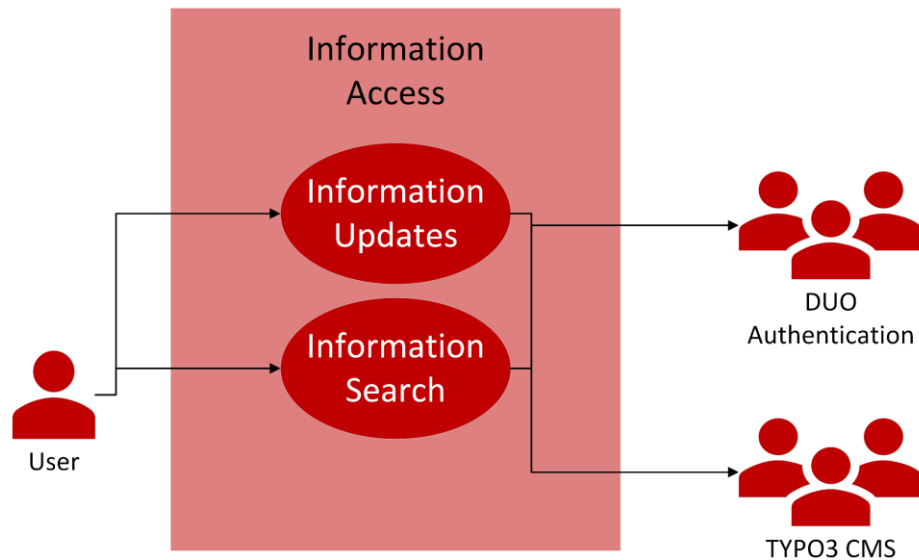 Information
Access
Information
Updates
Information
Search
User
DUO
Authentication
TYPO3 CMS